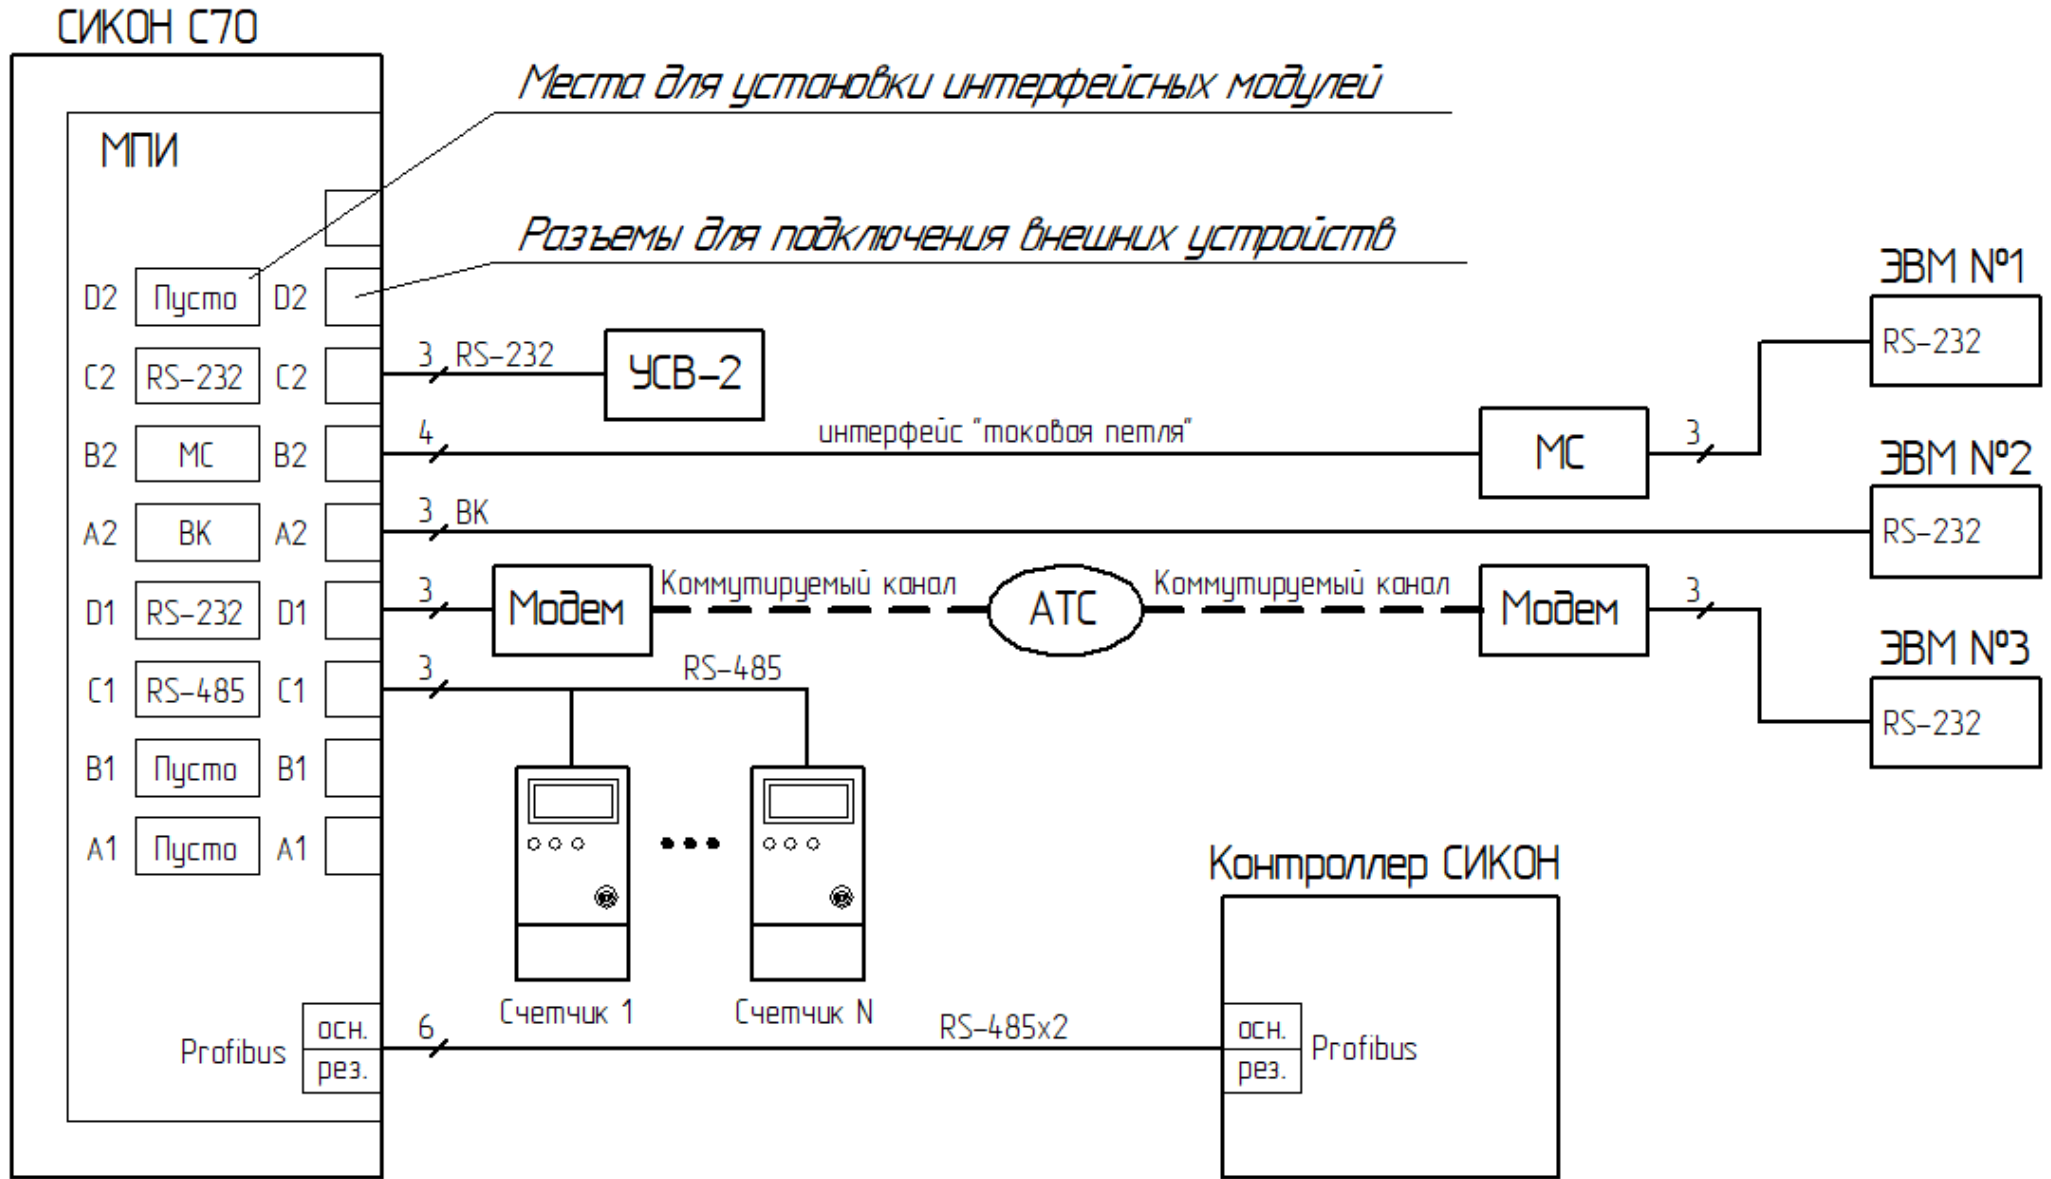 СИКОН С70
Места для установки интерфейсных модулей
МПИ
Разъемы для подключения внешних устройств
ЭВМ №1
D2 Пусто D2
RS-232
3 RS-232
УСВ-2
C2 RS-232 C2
4 интерфейс "токовая петля"
МС
3
B2 МС B2
ЭВМ №2
3 ВК
A2 ВК A2
RS-232
3
Модем
Коммутируемый канал
АТС
Коммутируемый канал
Модем
3
D1 RS-232 D1
ЭВМ №3
3 RS-485
C1 RS-485 C1
RS-232
B1 Пусто B1
A1 Пусто A1
Контроллер СИКОН
Счетчик 1
Счетчик N
Profibus
осн.
рез.
6
RS-485x2
осн.
рез.
Profibus